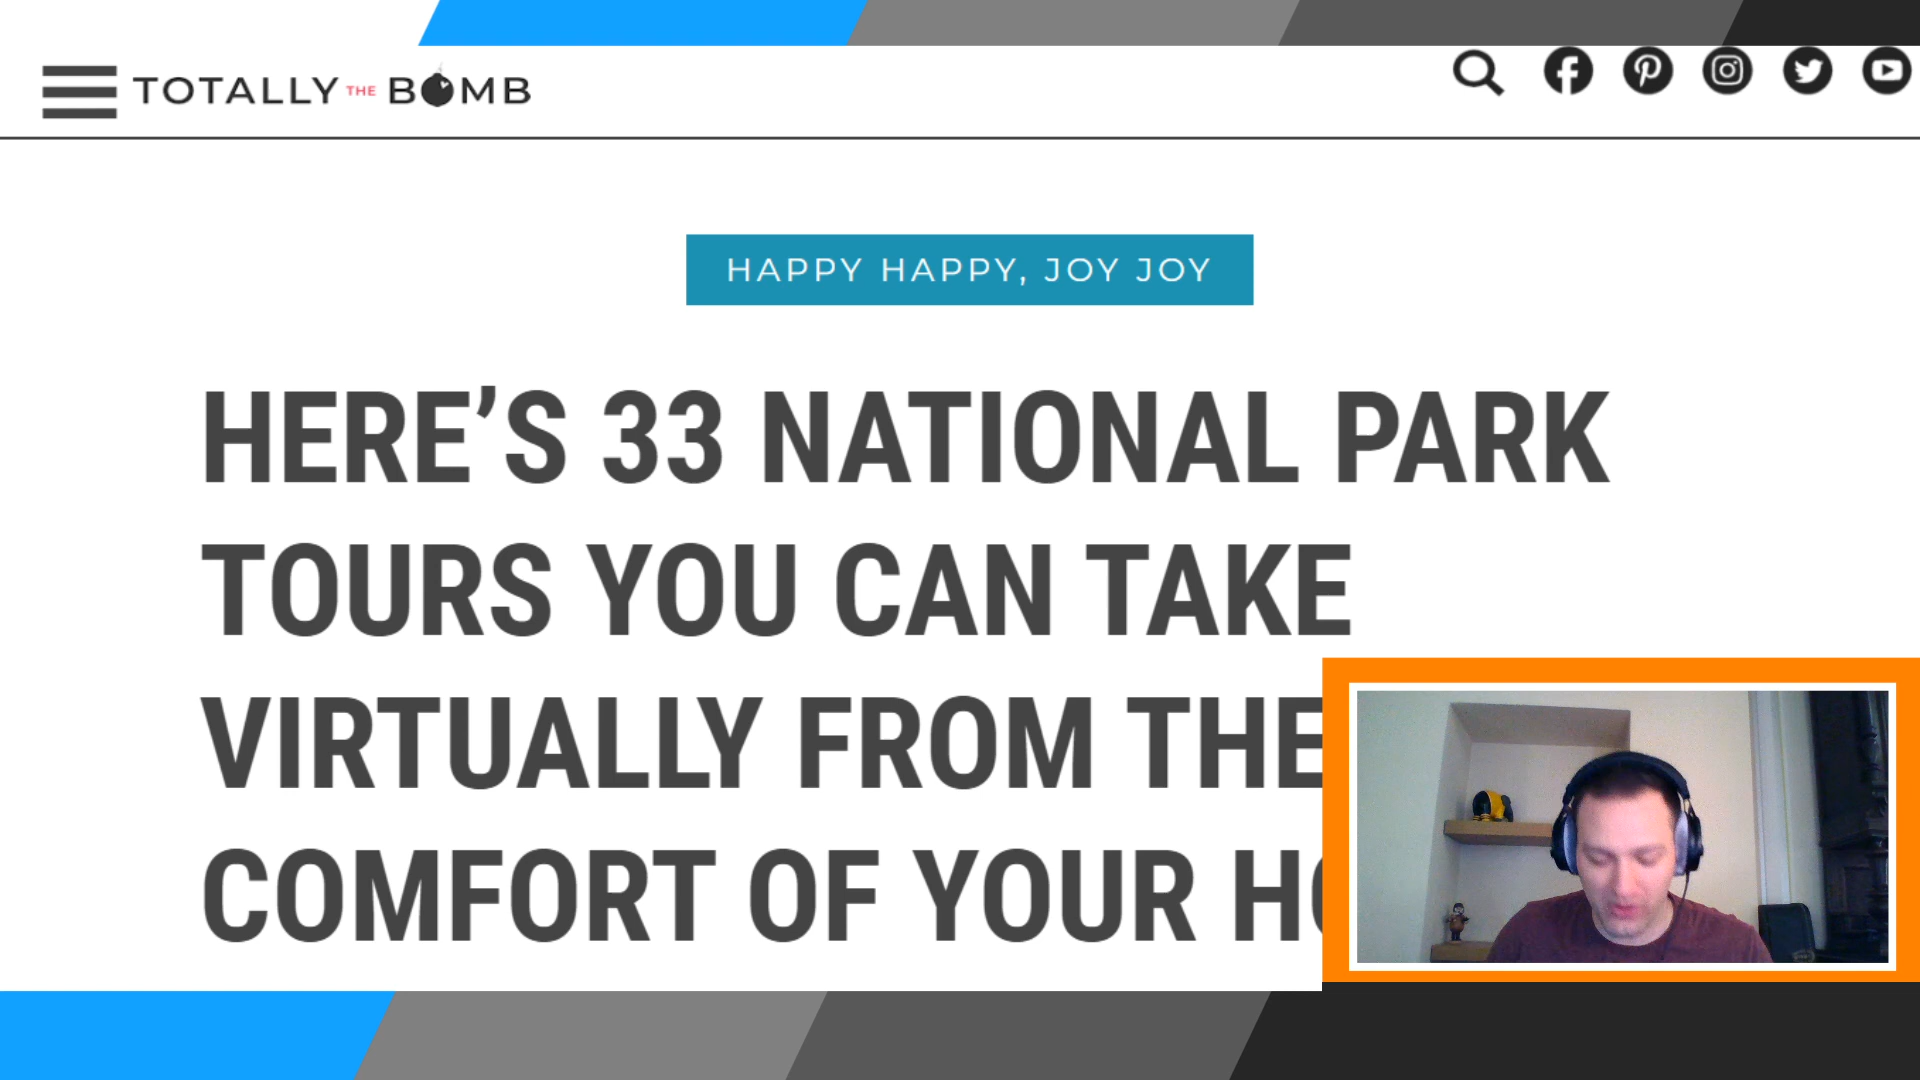 TOTALLY THE BOMB
HAPPY HAPPY, JOY JOY
HERE’S 33 NATIONAL PARK
TOURS YOU CAN TAKE
VIRTUALLY FROM THE
COMFORT OF YOUR